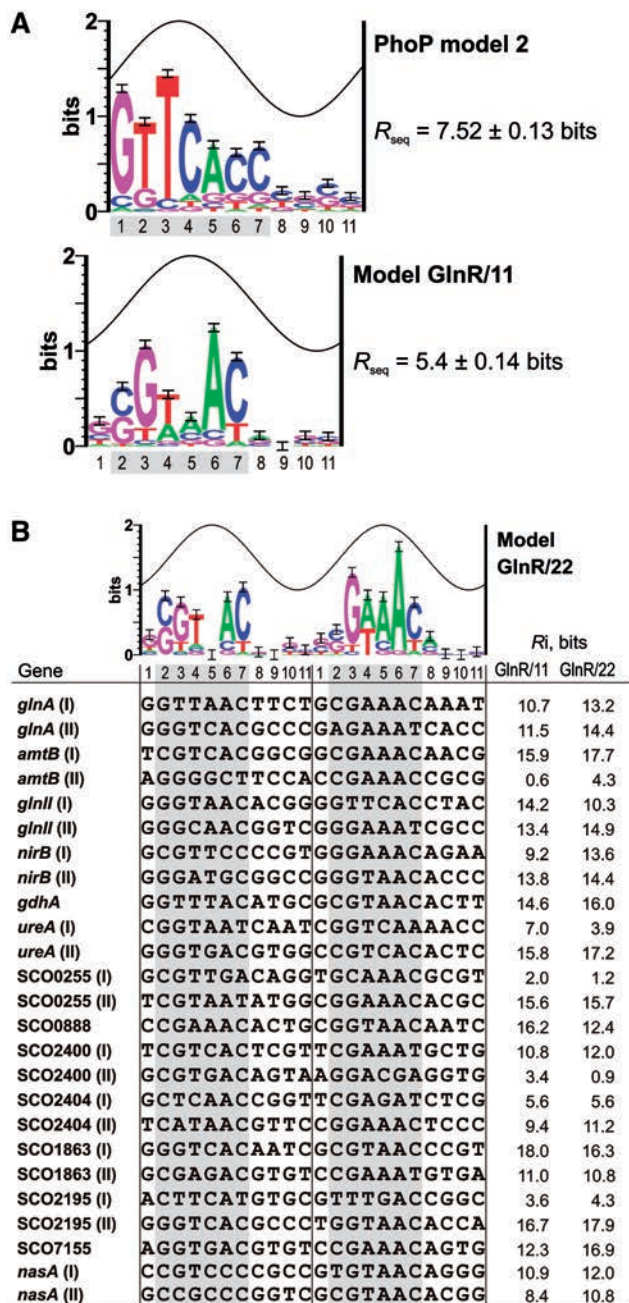 A
PhoP model 2
bits
2
1
0
Rseq = 7.52 ± 0.13 bits
1 2 3 4 5 6 7 8 9 10 11
Model GlnR/11
bits
2
1
0
Rseq = 5.4 ± 0.14 bits
1 2 3 4 5 6 7 8 9 10 11
B
Model GlnR/22
bits
2
1
0
Ri, bits
Gene 1 2 3 4 5 6 7 8 9 10 11 1 2 3 4 5 6 7 8 9 10 11 GlnR/11 GlnR/22
glnA (I) GGTTAACTTCTGCGAAACAAAT 10.7 13.2
glnA (II) GGGTCACGCCCGAGAAATCACC 11.5 14.4
amtB (I) TCGTCACGGCGGCGAAACAACG 15.9 17.7
amtB (II) AGGGGCTTCCACCGAAACCGCG 0.6 4.3
glnII (I) GGGTAACACGGGGTTCACCTAC 14.2 10.3
glnII (II) GGGCAACGGTCGGGAAATCGCC 13.4 14.9
nirB (I) GCGTTCCCCGTGGGAAACAGAA 9.2 13.6
nirB (II) GGGATGCGGCCGGGTAACACCC 13.8 14.4
gdhA GGTTTACATGCGCGTAACACTT 14.6 16.0
ureA (I) CGGTAATCAATCGGTCAAAACC 7.0 3.9
ureA (II) GGGTGACGTGGCCGTCACACTC 15.8 17.2
SCO0255 (I) GCGTTGACAGGTGCAAACGCGT 2.0 1.2
SCO0255 (II) TCGTAATATGGCGGAAACACGC 15.6 15.7
SCO0888 CCGAAACACTGCGGTAACAATC 16.2 12.4
SCO2400 (I) TCGTCACTCGTTCGAAATGCTG 10.8 12.0
SCO2400 (II) GCGTGACAGTAAGGACGAGGTG 3.4 0.9
SCO2404 (I) GCTCAACCGGTTCGAGATCTCG 5.6 5.6
SCO2404 (II) TCATAACGTTCCGGAAACTCCC 9.4 11.2
SCO1863 (I) GGGTCACAATCGCGTAACCCGT 18.0 16.3
SCO1863 (II) GCGAGACGTGTCCGAAATGTGA 11.0 10.8
SCO2195 (I) ACTTCATGTGCGTTTGACCGGC 3.6 4.3
SCO2195 (II) GGGTCACGCCCTGGTAACACCA 16.7 17.9
SCO7155 AGGTGACGTGTCCGAAACAGTG 12.3 16.9
nasA (I) CCGTCCCCGCCGTGTAACAGGG 10.9 12.0
nasA (II) GCCGCCCGGTCGCGTAACACGG 8.4 10.8